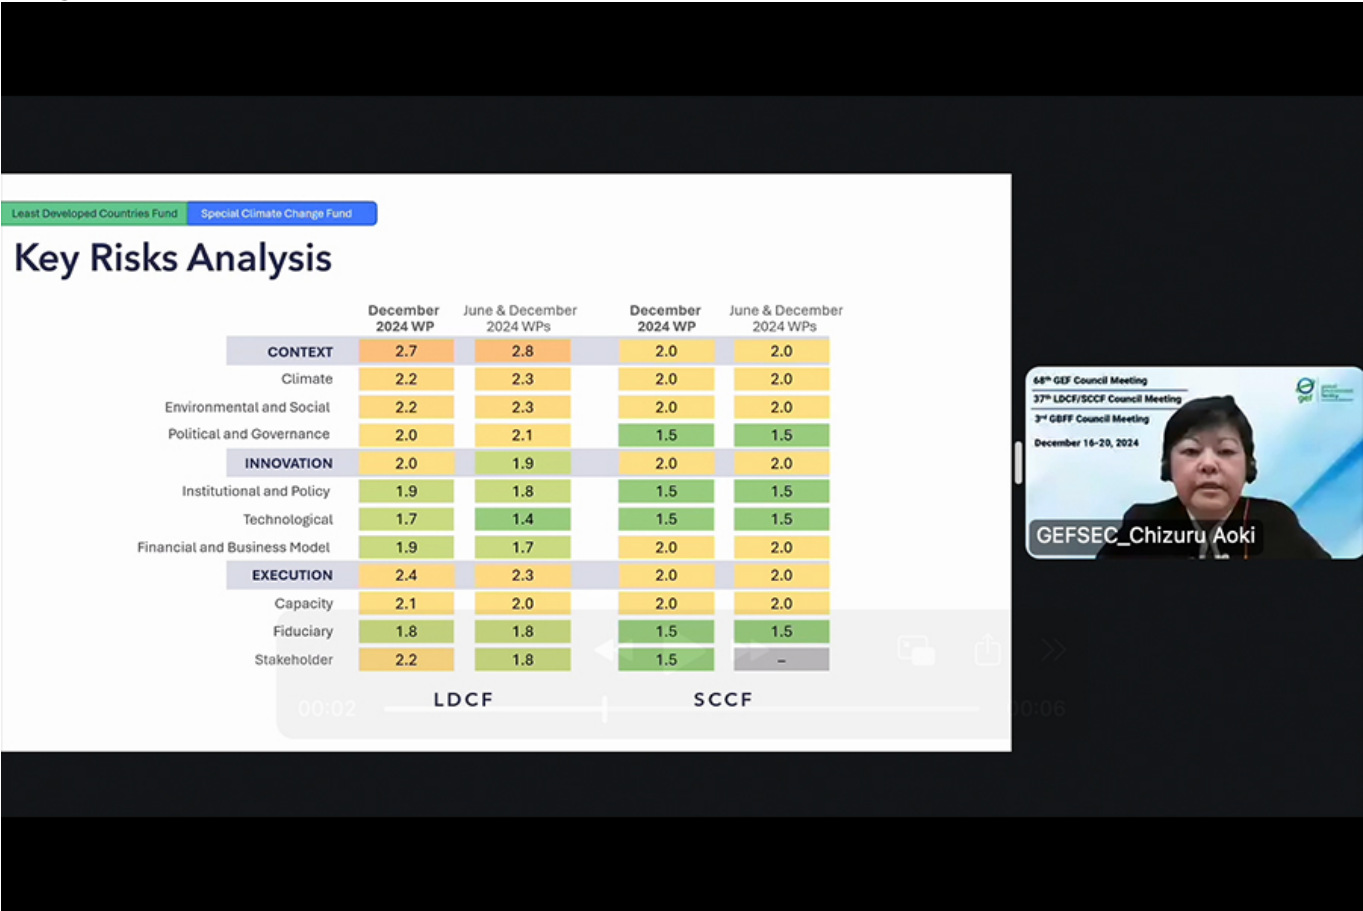 Least Developed Countries Fund
Special Climate Change Fund
Key Risks Analysis
December 2024 WP
June & December 2024 WPs
December 2024 WP
June & December 2024 WPs
CONTEXT 2.7 2.8 2.0 2.0
Climate 2.2 2.3 2.0 2.0
Environmental and Social 2.2 2.3 2.0 2.0
Political and Governance 2.0 2.1 1.5 1.5
INNOVATION 2.0 1.9 2.0 2.0
Institutional and Policy 1.9 1.8 1.5 1.5
Technological 1.7 1.4 1.5 1.5
Financial and Business Model 1.9 1.7 2.0 2.0
EXECUTION 2.4 2.3 2.0 2.0
Capacity 2.1 2.0 2.0 2.0
Fiduciary 1.8 1.8 1.5 1.5
Stakeholder 2.2 1.8 1.5 –
LDCF SCCF
00:02
00:06
68th GEF Council Meeting
37th LDCF/SCCF Council Meeting
3rd GBFF Council Meeting
December 16-20, 2024
gef
GEFSEC_Chizuru Aoki